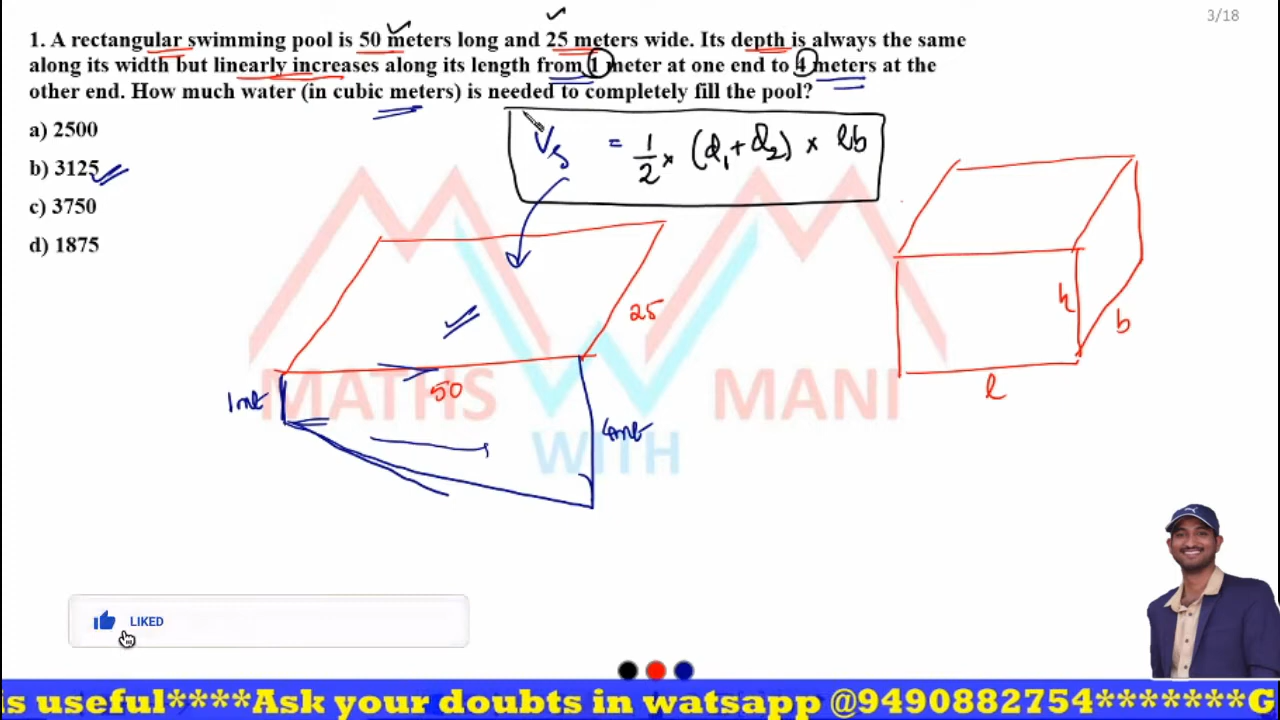 3/18
1. A rectangular swimming pool is 50 meters long and 25 meters wide. Its depth is always the same
along its width but linearly increases along its length from 1 meter at one end to 4 meters at the
other end. How much water (in cubic meters) is needed to completely fill the pool?
a) 2500
b) 3125
c) 3750
d) 1875
Vs = 1/2 × (d1+d2) × lb
25
50
1mt
4mt
h
b
l
MATHS MANI
WITH
LIKED
is useful****Ask your doubts in watsapp @9490882754*******G